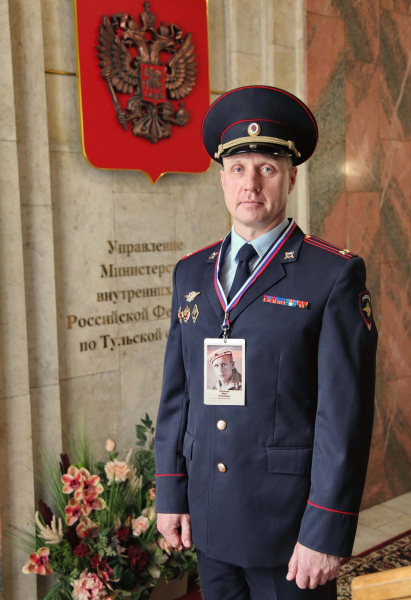 Управление
Министерс
внутренних
Российской Фе
по Тульской о